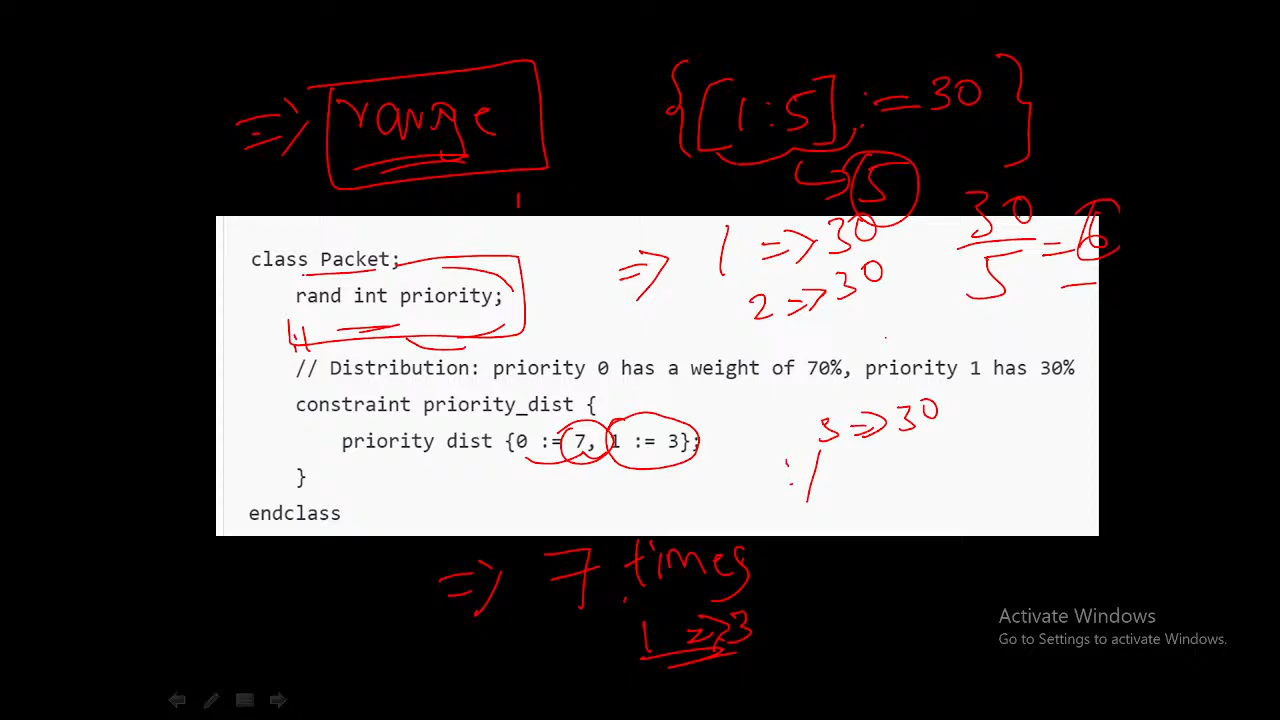 => range
{[1:5] := 30}
↳ 5
=> 1 => 30
30/5 = 6
2 => 30
class Packet;
rand int priority;
// Distribution: priority 0 has a weight of 70%, priority 1 has 30%
constraint priority_dist {
3 => 30
priority dist {0 := 7, 1 := 3};
:/
}
endclass
=> 7 times
1 => 3
Activate Windows
Go to Settings to activate Windows.